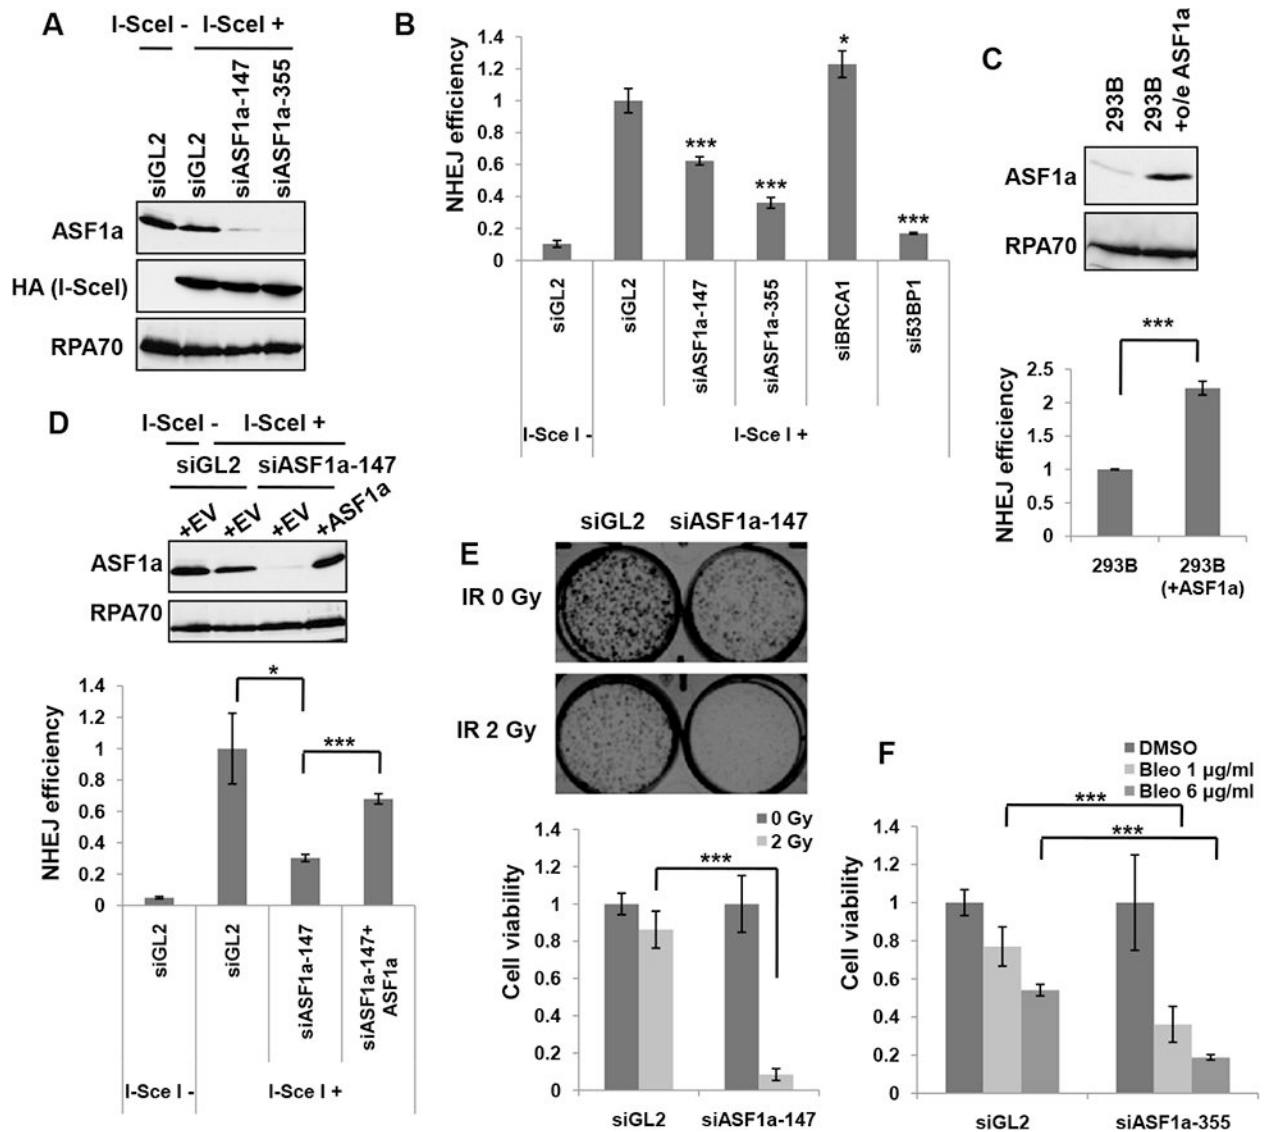 A
I-SceI -
I-SceI +
siGL2
siGL2
siASF1a-147
siASF1a-355
ASF1a
HA (I-SceI)
RPA70
B
NHEJ efficiency
1.4
1.2
1
0.8
0.6
0.4
0.2
0
***
***
*
***
siGL2
siGL2
siASF1a-147
siASF1a-355
siBRCA1
si53BP1
I-Sce I -
I-Sce I +
C
293B
293B
+o/e ASF1a
ASF1a
RPA70
***
NHEJ efficiency
2.5
2
1.5
1
0.5
0
293B
293B
(+ASF1a)
D
I-SceI -
I-SceI +
siGL2
siASF1a-147
+EV
+EV
+EV
+ASF1a
ASF1a
RPA70
NHEJ efficiency
1.4
1.2
1
0.8
0.6
0.4
0.2
0
*
***
siGL2
siGL2
siASF1a-147
siASF1a-147+
ASF1a
I-Sce I -
I-Sce I +
E
siGL2
siASF1a-147
IR 0 Gy
IR 2 Gy
0 Gy
2 Gy
***
Cell viability
1.4
1.2
1
0.8
0.6
0.4
0.2
0
siGL2
siASF1a-147
F
DMSO
Bleo 1 µg/ml
Bleo 6 µg/ml
***
***
Cell viability
1.4
1.2
1
0.8
0.6
0.4
0.2
0
siGL2
siASF1a-355